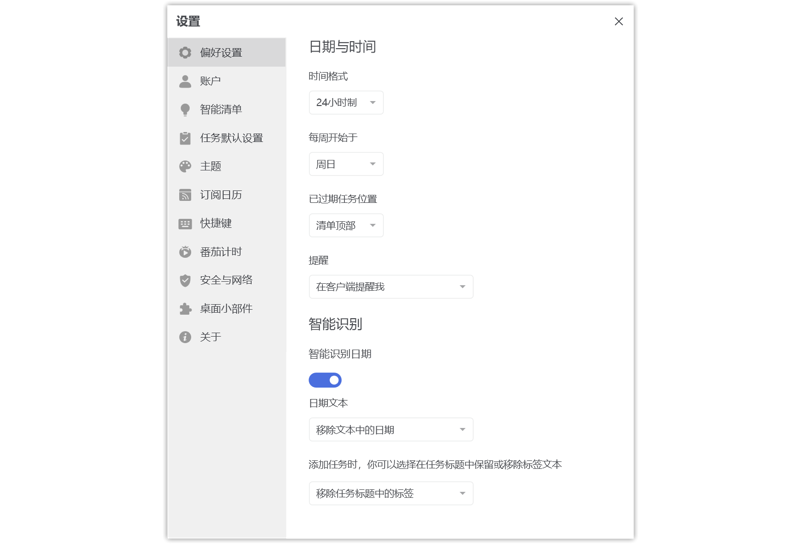 设置
偏好设置
账户
智能清单
任务默认设置
主题
订阅日历
快捷键
番茄计时
安全与网络
桌面小部件
关于
日期与时间
时间格式
24小时制
每周开始于
周日
已过期任务位置
清单顶部
提醒
在客户端提醒我
智能识别
智能识别日期
日期文本
移除文本中的日期
添加任务时，你可以选择在任务标题中保留或移除标签文本
移除任务标题中的标签